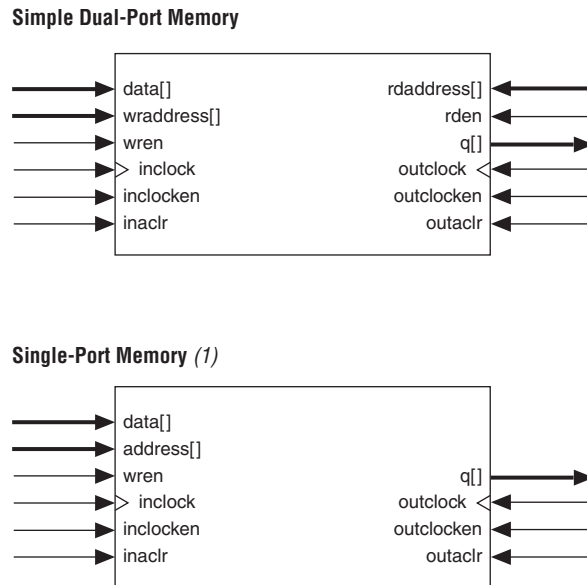 Simple Dual-Port Memory
data[] rdaddress[]
wraddress[] rden
wren q[]
inclock outclock
inclocken outclocken
inaclr outaclr
Single-Port Memory (1)
data[]
address[]
wren q[]
inclock outclock
inclocken outclocken
inaclr outaclr